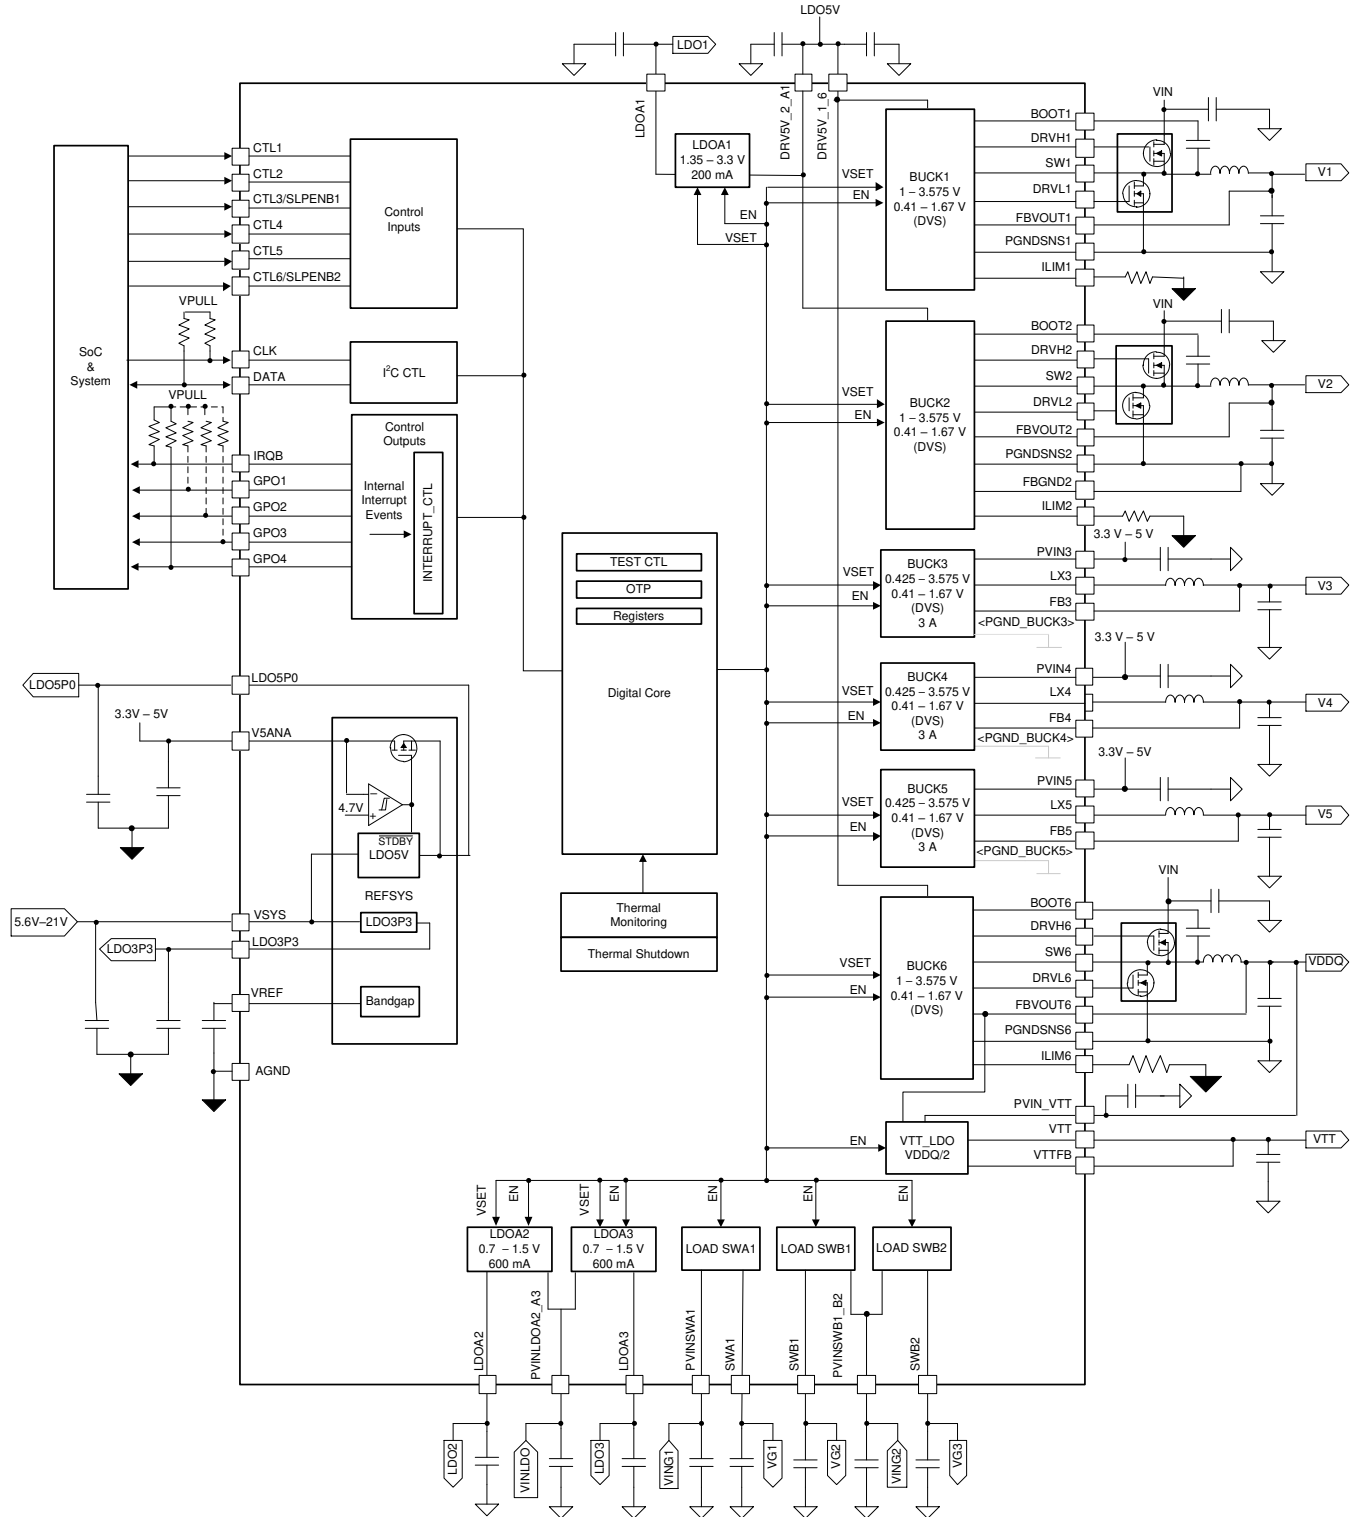 LDO5V
LDO1
LDOA1
DRV5V_2_A1
DRV5V_1_6
LDOA1
1.35 – 3.3 V
200 mA
EN
VSET
SoC
&
System
CTL1
CTL2
CTL3/SLPENB1
CTL4
CTL5
CTL6/SLPENB2
Control
Inputs
VPULL
CLK
DATA
I²C CTL
VPULL
IRQB
GPO1
GPO2
GPO3
GPO4
Control
Outputs
Internal
Interrupt
Events
INTERRUPT_CTL
TEST CTL
OTP
Registers
Digital Core
Thermal
Monitoring
Thermal Shutdown
LDO5P0
LDO5P0
3.3V – 5V
V5ANA
4.7V
−
+
STDBY
LDO5V
REFSYS
5.6V–21V
VSYS
LDO3P3
LDO3P3
LDO3P3
VREF
Bandgap
AGND
VSET
EN
BUCK1
1 – 3.575 V
0.41 – 1.67 V
(DVS)
BOOT1
DRVH1
SW1
DRVL1
FBVOUT1
PGNDSNS1
ILIM1
VIN
V1
VSET
EN
BUCK2
1 – 3.575 V
0.41 – 1.67 V
(DVS)
BOOT2
DRVH2
SW2
DRVL2
FBVOUT2
PGNDSNS2
FBGND2
ILIM2
VIN
V2
VSET
EN
BUCK3
0.425 – 3.575 V
0.41 – 1.67 V
(DVS)
3 A
PVIN3
LX3
FB3
<PGND_BUCK3>
3.3 V – 5 V
V3
VSET
EN
BUCK4
0.425 – 3.575 V
0.41 – 1.67 V
(DVS)
3 A
PVIN4
LX4
FB4
<PGND_BUCK4>
3.3 V – 5 V
V4
VSET
EN
BUCK5
0.425 – 3.575 V
0.41 – 1.67 V
(DVS)
3 A
PVIN5
LX5
FB5
<PGND_BUCK5>
3.3V – 5V
V5
VSET
EN
BUCK6
1 – 3.575 V
0.41 – 1.67 V
(DVS)
BOOT6
DRVH6
SW6
DRVL6
FBVOUT6
PGNDSNS6
ILIM6
VIN
VDDQ
PVIN_VTT
EN
VTT_LDO
VDDQ/2
VTT
VTTFB
VTT
VSET
EN
VSET
EN
EN
EN
EN
LDOA2
0.7 – 1.5 V
600 mA
LDOA3
0.7 – 1.5 V
600 mA
LOAD SWA1
LOAD SWB1
LOAD SWB2
LDOA2
PVINLDOA2_A3
LDOA3
PVINSWA1
SWA1
SWB1
PVINSWB1_B2
SWB2
LDO2
VINLDO
LDO3
VING1
VG1
VG2
VING2
VG3